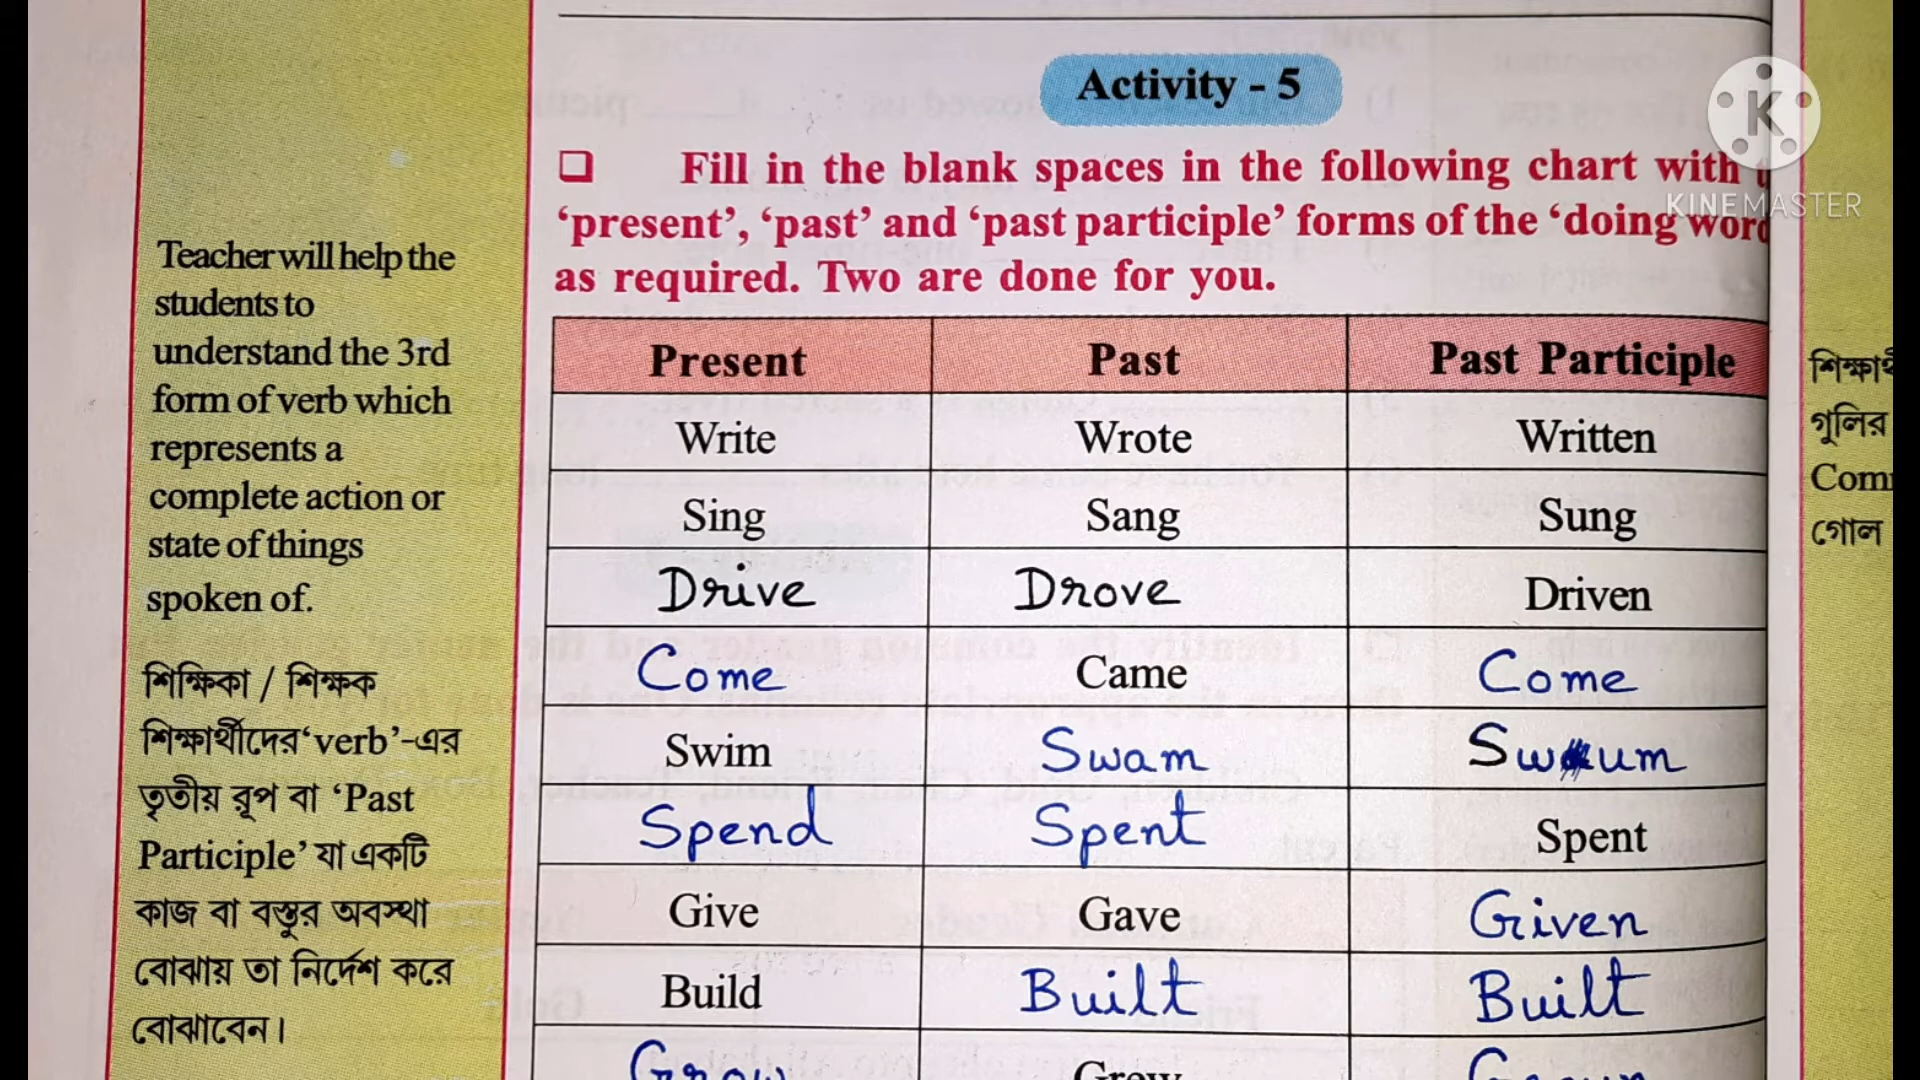 Activity - 5
K
KINEMASTER
❑ Fill in the blank spaces in the following chart with
‘present’, ‘past’ and ‘past participle’ forms of the ‘doing word
as required. Two are done for you.
Teacher will help the
students to
understand the 3rd
form of verb which
represents a
complete action or
state of things
spoken of.
শিক্ষিকা / শিক্ষক
শিক্ষার্থীদের ‘verb’-এর
তৃতীয় রূপ বা ‘Past
Participle’ যা একটি
কাজ বা বস্তুর অবস্থা
বোঝায় তা নির্দেশ করে
বোঝাবেন।
Present Past Past Participle
Write Wrote Written
Sing Sang Sung
Drive Drove Driven
Come Came Come
Swim Swam Swum
Spend Spent Spent
Give Gave Given
Build Built Built
Grow Grew
শিক্ষার্থ
গুলির
Com
গোল